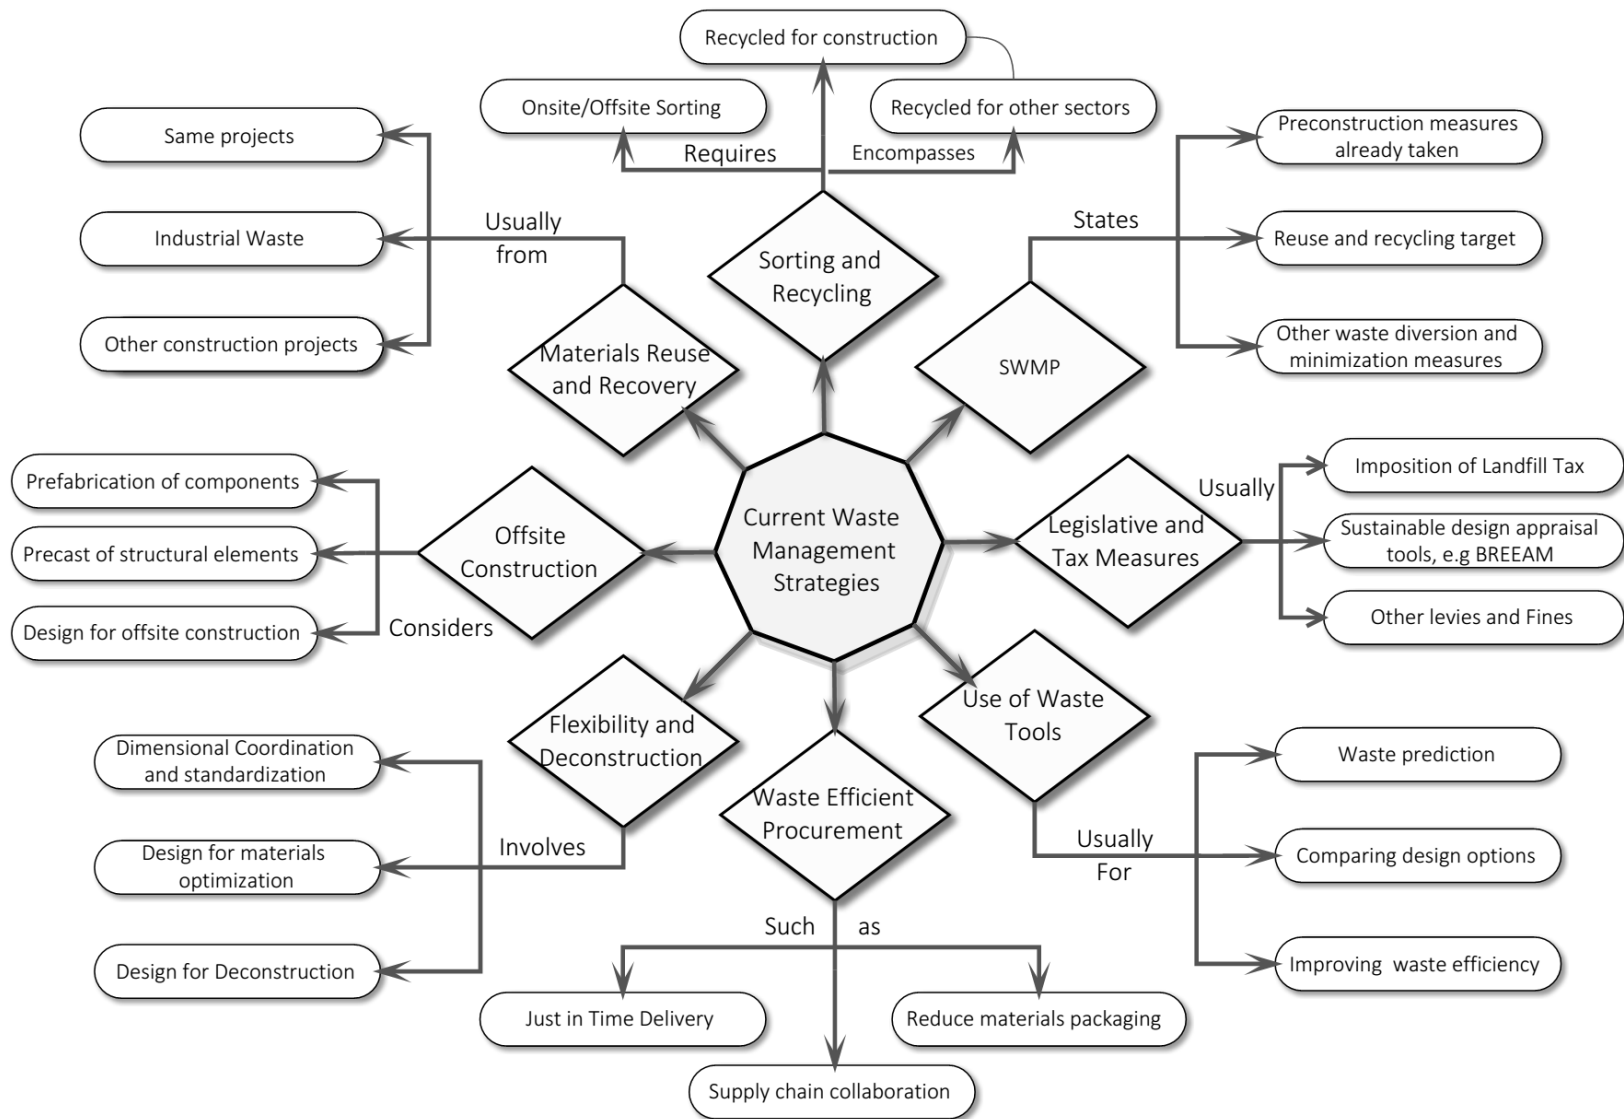 Recycled for construction
Onsite/Offsite Sorting
Recycled for other sectors
Requires
Encompasses
Same projects
Industrial Waste
Other construction projects
Usually
from
Sorting and
Recycling
Materials Reuse
and Recovery
States
SWMP
Preconstruction measures
already taken
Reuse and recycling target
Other waste diversion and
minimization measures
Prefabrication of components
Precast of structural elements
Design for offsite construction
Considers
Offsite
Construction
Current Waste
Management
Strategies
Legislative and
Tax Measures
Usually
Imposition of Landfill Tax
Sustainable design appraisal
tools, e.g BREEAM
Other levies and Fines
Dimensional Coordination
and standardization
Design for materials
optimization
Design for Deconstruction
Involves
Flexibility and
Deconstruction
Waste Efficient
Procurement
Use of Waste
Tools
Usually
For
Waste prediction
Comparing design options
Improving waste efficiency
Such as
Just in Time Delivery
Reduce materials packaging
Supply chain collaboration